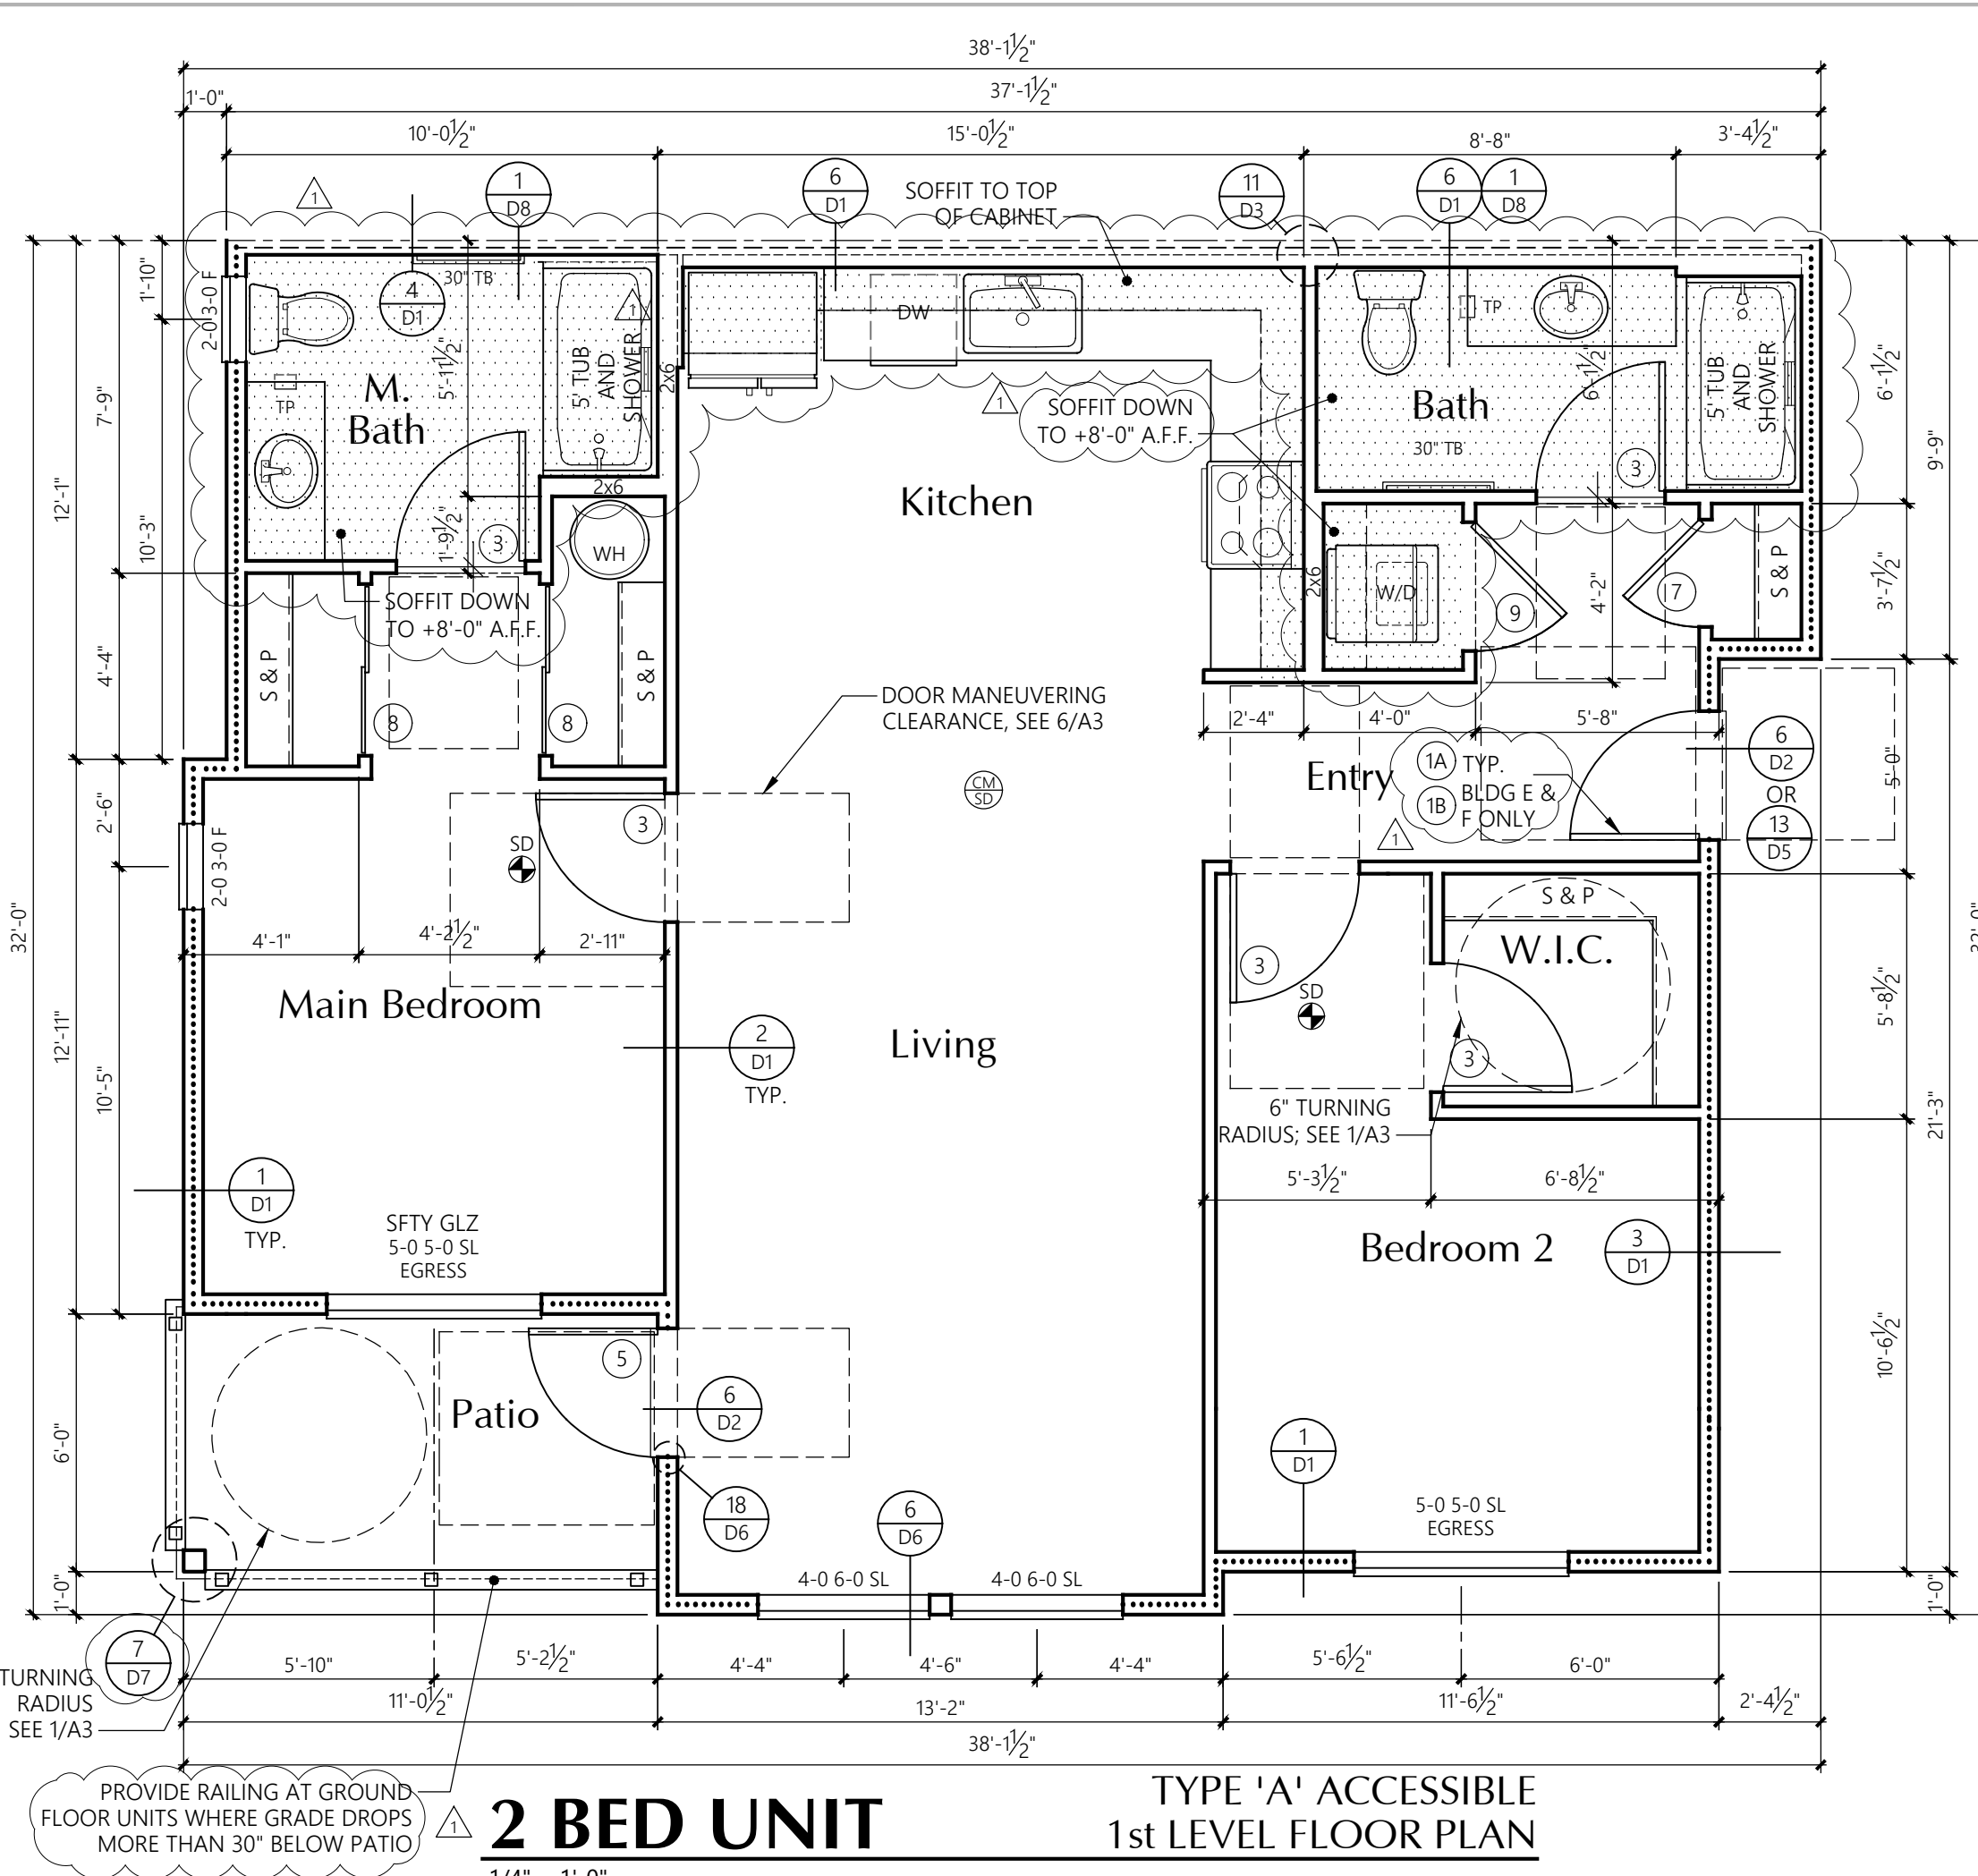 38'-1½"
37'-1½"
1'-0"
10'-0½"
15'-0½"
8'-8"
3'-4½"
1
1
D8
6
D1
SOFFIT TO TOP
OF CABINET
11
D3
6
D1
1
D8
1'-10"
7'-9"
12'-1"
10'-3"
4'-4"
2'-6"
32'-0"
12'-11"
10'-5"
6'-0"
1'-0"
2-0 3-0 F
30" TB
4
D1
5'-11½"
1
5' TUB
AND
SHOWER
2x6
TP
M.
Bath
2x6
1'-9½"
3
WH
DW
1
SOFFIT DOWN
TO +8'-0" A.F.F.
Kitchen
TP
6'-1½"
Bath
30" TB
3
5' TUB
AND
SHOWER
6'-1½"
9'-9"
3'-7½"
SOFFIT DOWN
TO +8'-0" A.F.F.
S & P
8
8
S & P
DOOR MANEUVERING
CLEARANCE, SEE 6/A3
CM
SD
2x6
W/D
9
4'-2"
17
S & P
2'-4"
4'-0"
5'-8"
Entry
1A
TYP.
1B
BLDG E &
F ONLY
1
6
D2
OR
13
D5
5'-0"
2-0 3-0 F
SD
3
4'-1"
4'-2½"
2'-11"
Main Bedroom
2
D1
TYP.
Living
3
SD
S & P
W.I.C.
3
6" TURNING
RADIUS; SEE 1/A3
5'-8½"
21'-3"
10'-6½"
1'-0"
5'-3½"
6'-8½"
1
D1
TYP.
SFTY GLZ
5-0 5-0 SL
EGRESS
Bedroom 2
3
D1
5
Patio
6
D2
18
D6
6
D6
1
D1
5-0 5-0 SL
EGRESS
4-0 6-0 SL
4-0 6-0 SL
7
D7
TURNING
RADIUS
SEE 1/A3
5'-10"
5'-2½"
4'-4"
4'-6"
4'-4"
5'-6½"
6'-0"
11'-0½"
13'-2"
11'-6½"
2'-4½"
38'-1½"
PROVIDE RAILING AT GROUND
FLOOR UNITS WHERE GRADE DROPS
MORE THAN 30" BELOW PATIO
1
2 BED UNIT
TYPE 'A' ACCESSIBLE
1st LEVEL FLOOR PLAN